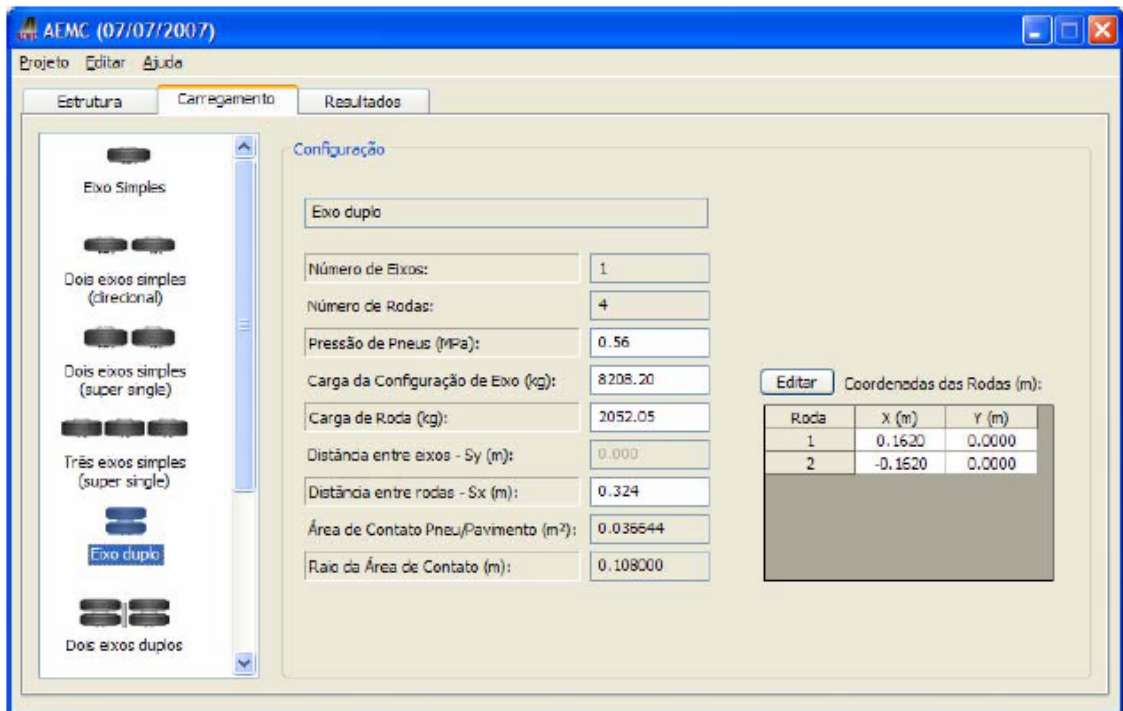 AEMC (07/07/2007)
Projeto Editar Ajuda
Estrutura Carregamento Resultados
Eixo Simples
Dois eixos simples
(direcional)
Dois eixos simples
(super single)
Três eixos simples
(super single)
Eixo duplo
Dois eixos duplos
Configuração
Eixo duplo
Número de Eixos: 1
Número de Rodas: 4
Pressão de Pneus (MPa): 0.56
Carga da Configuração de Eixo (kg): 8208.20
Carga de Roda (kg): 2052.05
Distância entre eixos - Sy (m): 0.000
Distância entre rodas - Sx (m): 0.324
Área de Contato Pneu/Pavimento (m²): 0.036644
Raio da Área de Contato (m): 0.108000
Editar Coordenadas das Rodas (m):
Roda X (m) Y (m)
1 0.1620 0.0000
2 -0.1620 0.0000